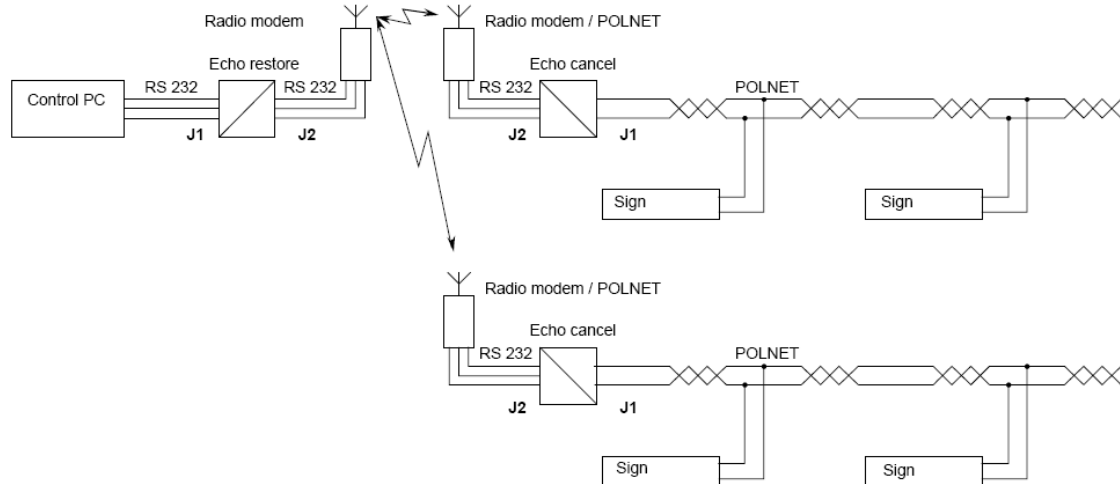 Radio modem
Radio modem / POLNET
Echo restore
Echo cancel
Control PC
RS 232
RS 232
RS 232
POLNET
J1
J2
J2
J1
Sign
Sign
Radio modem / POLNET
Echo cancel
RS 232
POLNET
J2
J1
Sign
Sign